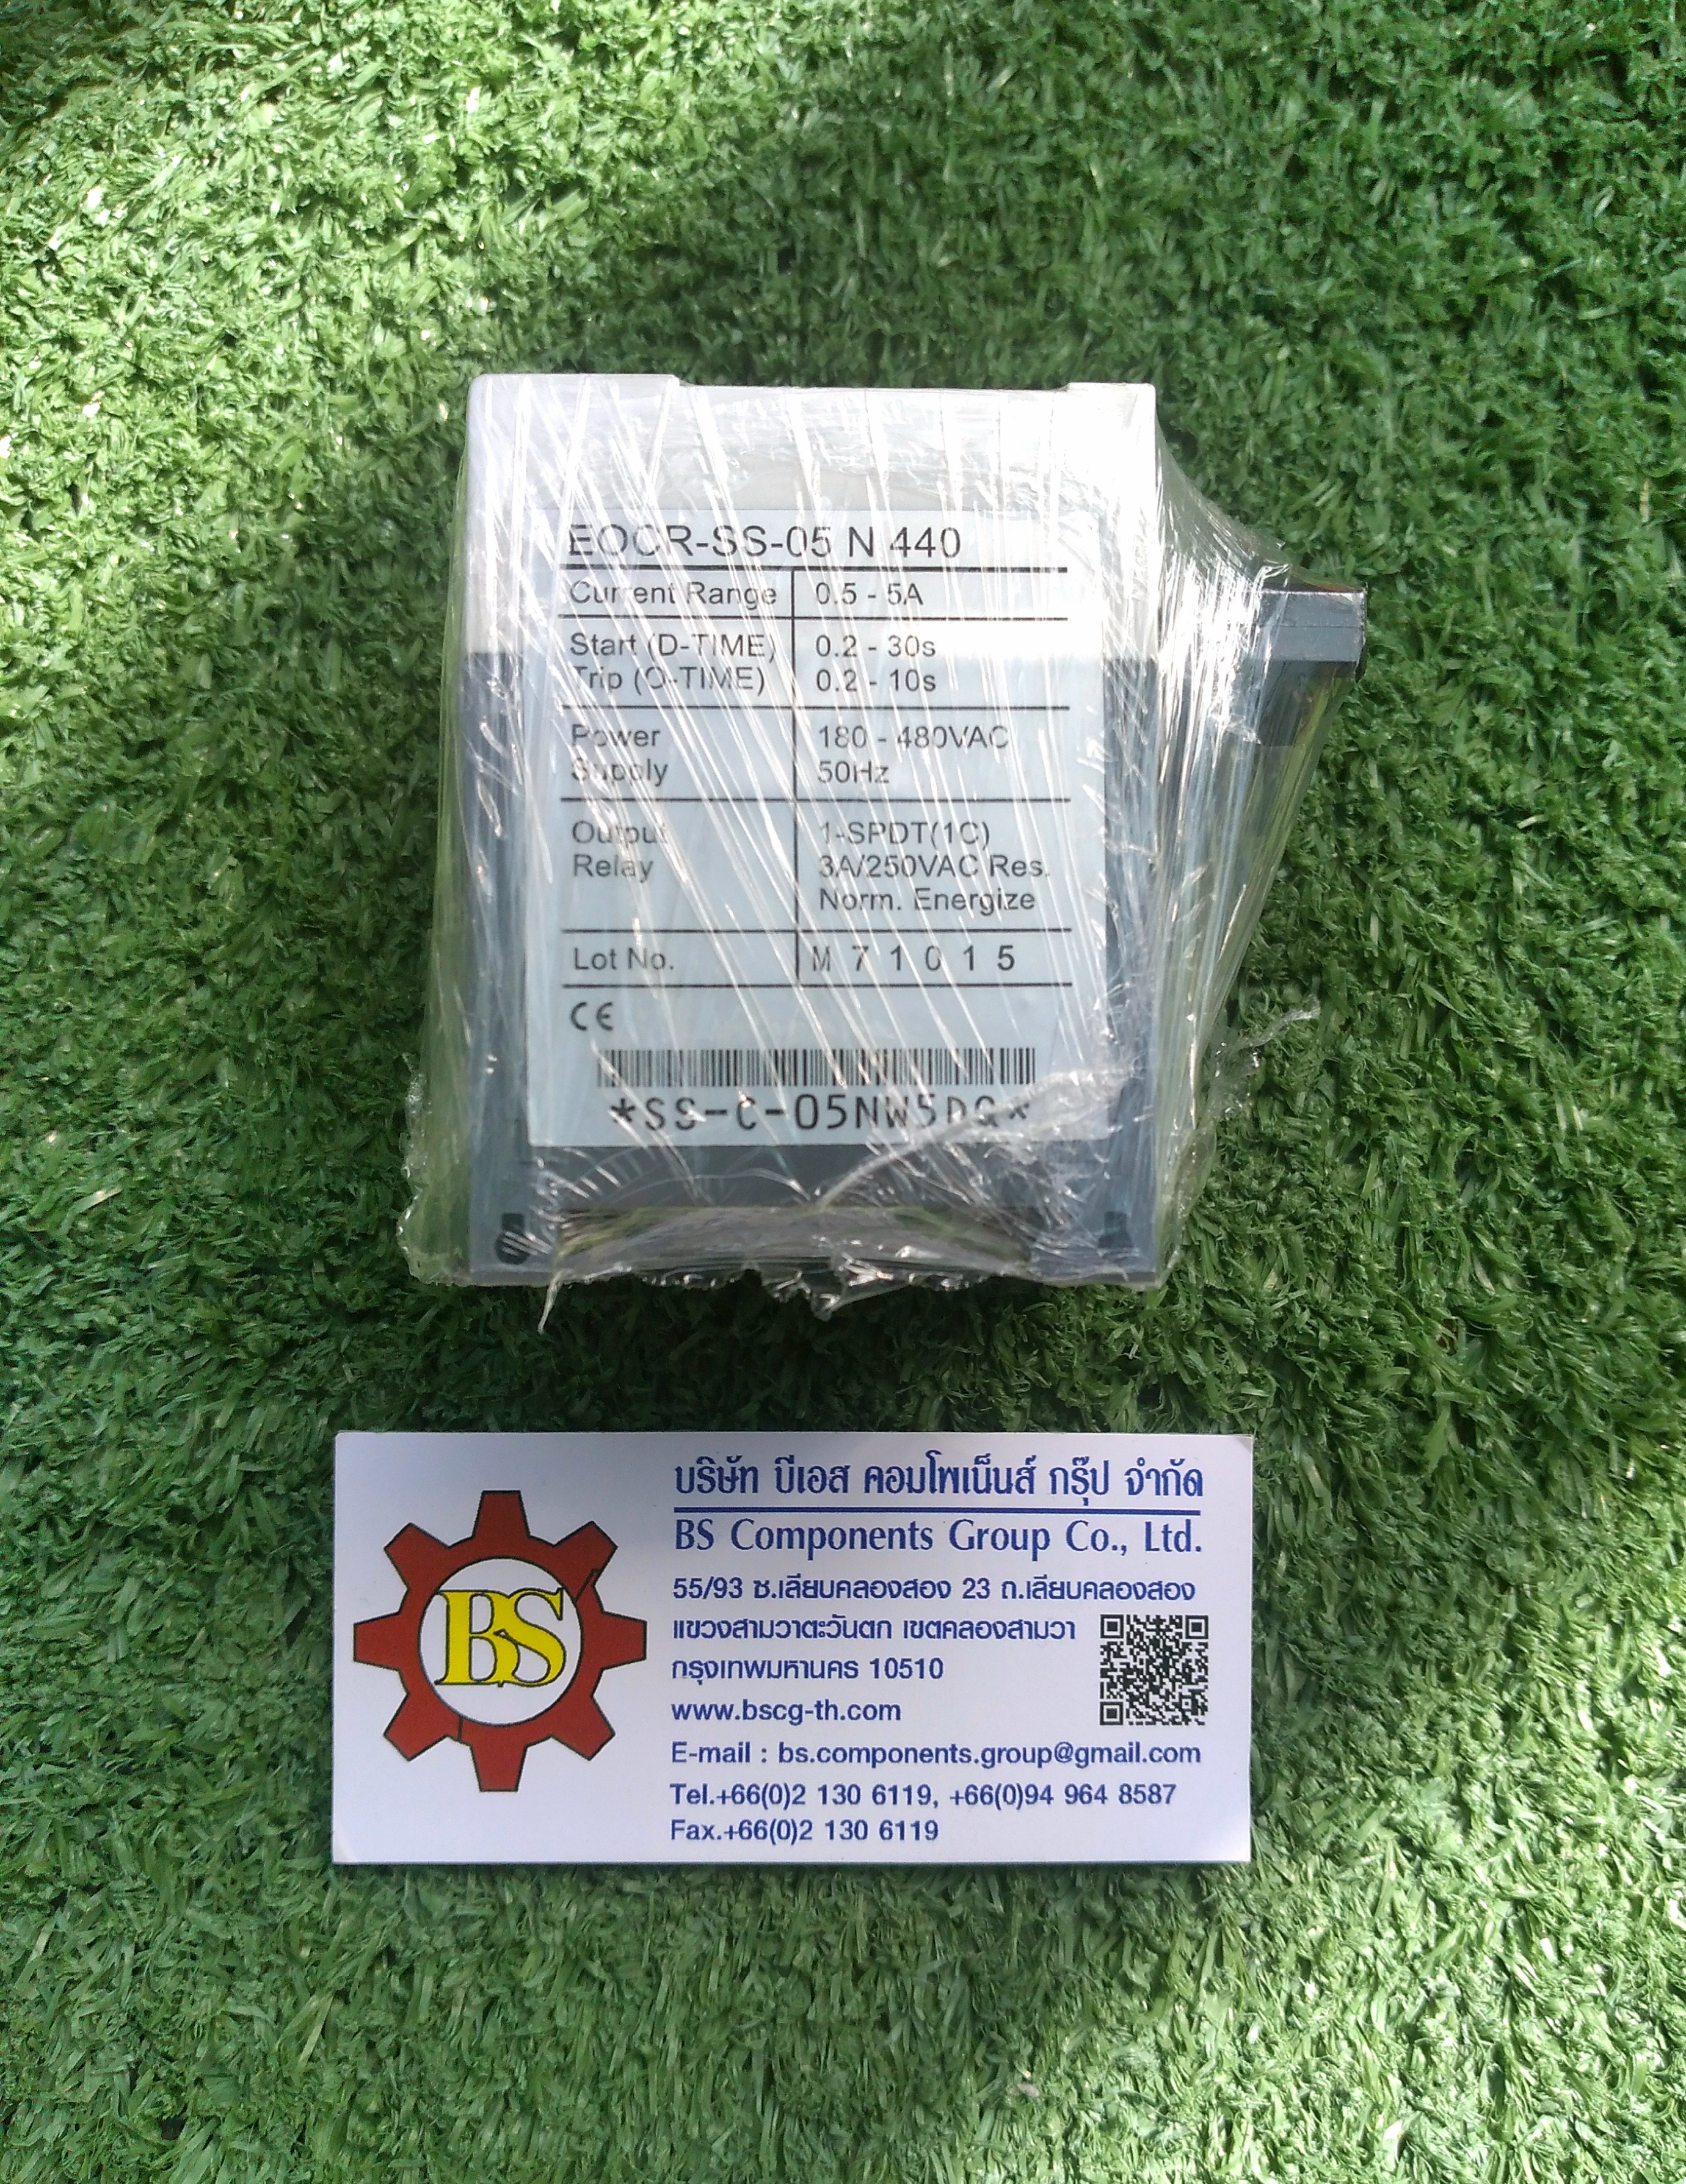 EOCR-SS-05 N 440
Current Range 0.5 - 5A
Start (D-TIME) 0.2 - 30s
Trip (O-TIME) 0.2 - 10s
Power 180 - 480VAC
Supply 50Hz
Output 1-SPDT(1C)
Relay 3A/250VAC Res.
Norm. Energize
Lot No. M 7 1 0 1 5
CE
*SS-C-05NW5DQ*
BS
บริษัท บีเอส คอมโพเน็นส์ กรุ๊ป จำกัด
BS Components Group Co., Ltd.
55/93 ซ.เลียบคลองสอง 23 ถ.เลียบคลองสอง
แขวงสามวาตะวันตก เขตคลองสามวา
กรุงเทพมหานคร 10510
www.bscg-th.com
E-mail : bs.components.group@gmail.com
Tel.+66(0)2 130 6119, +66(0)94 964 8587
Fax.+66(0)2 130 6119